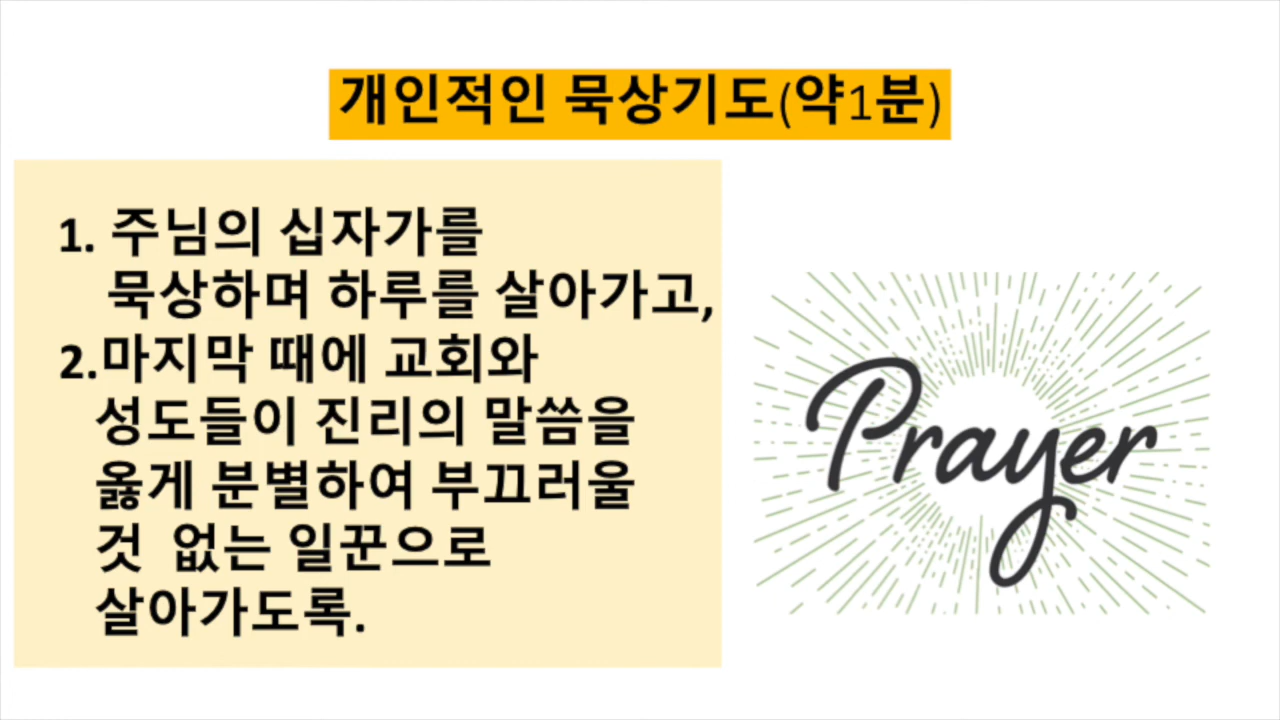 개인적인 묵상기도(약1분)
1. 주님의 십자가를
묵상하며 하루를 살아가고,
2.마지막 때에 교회와
성도들이 진리의 말씀을
옳게 분별하여 부끄러울
것 없는 일꾼으로
살아가도록.
Prayer